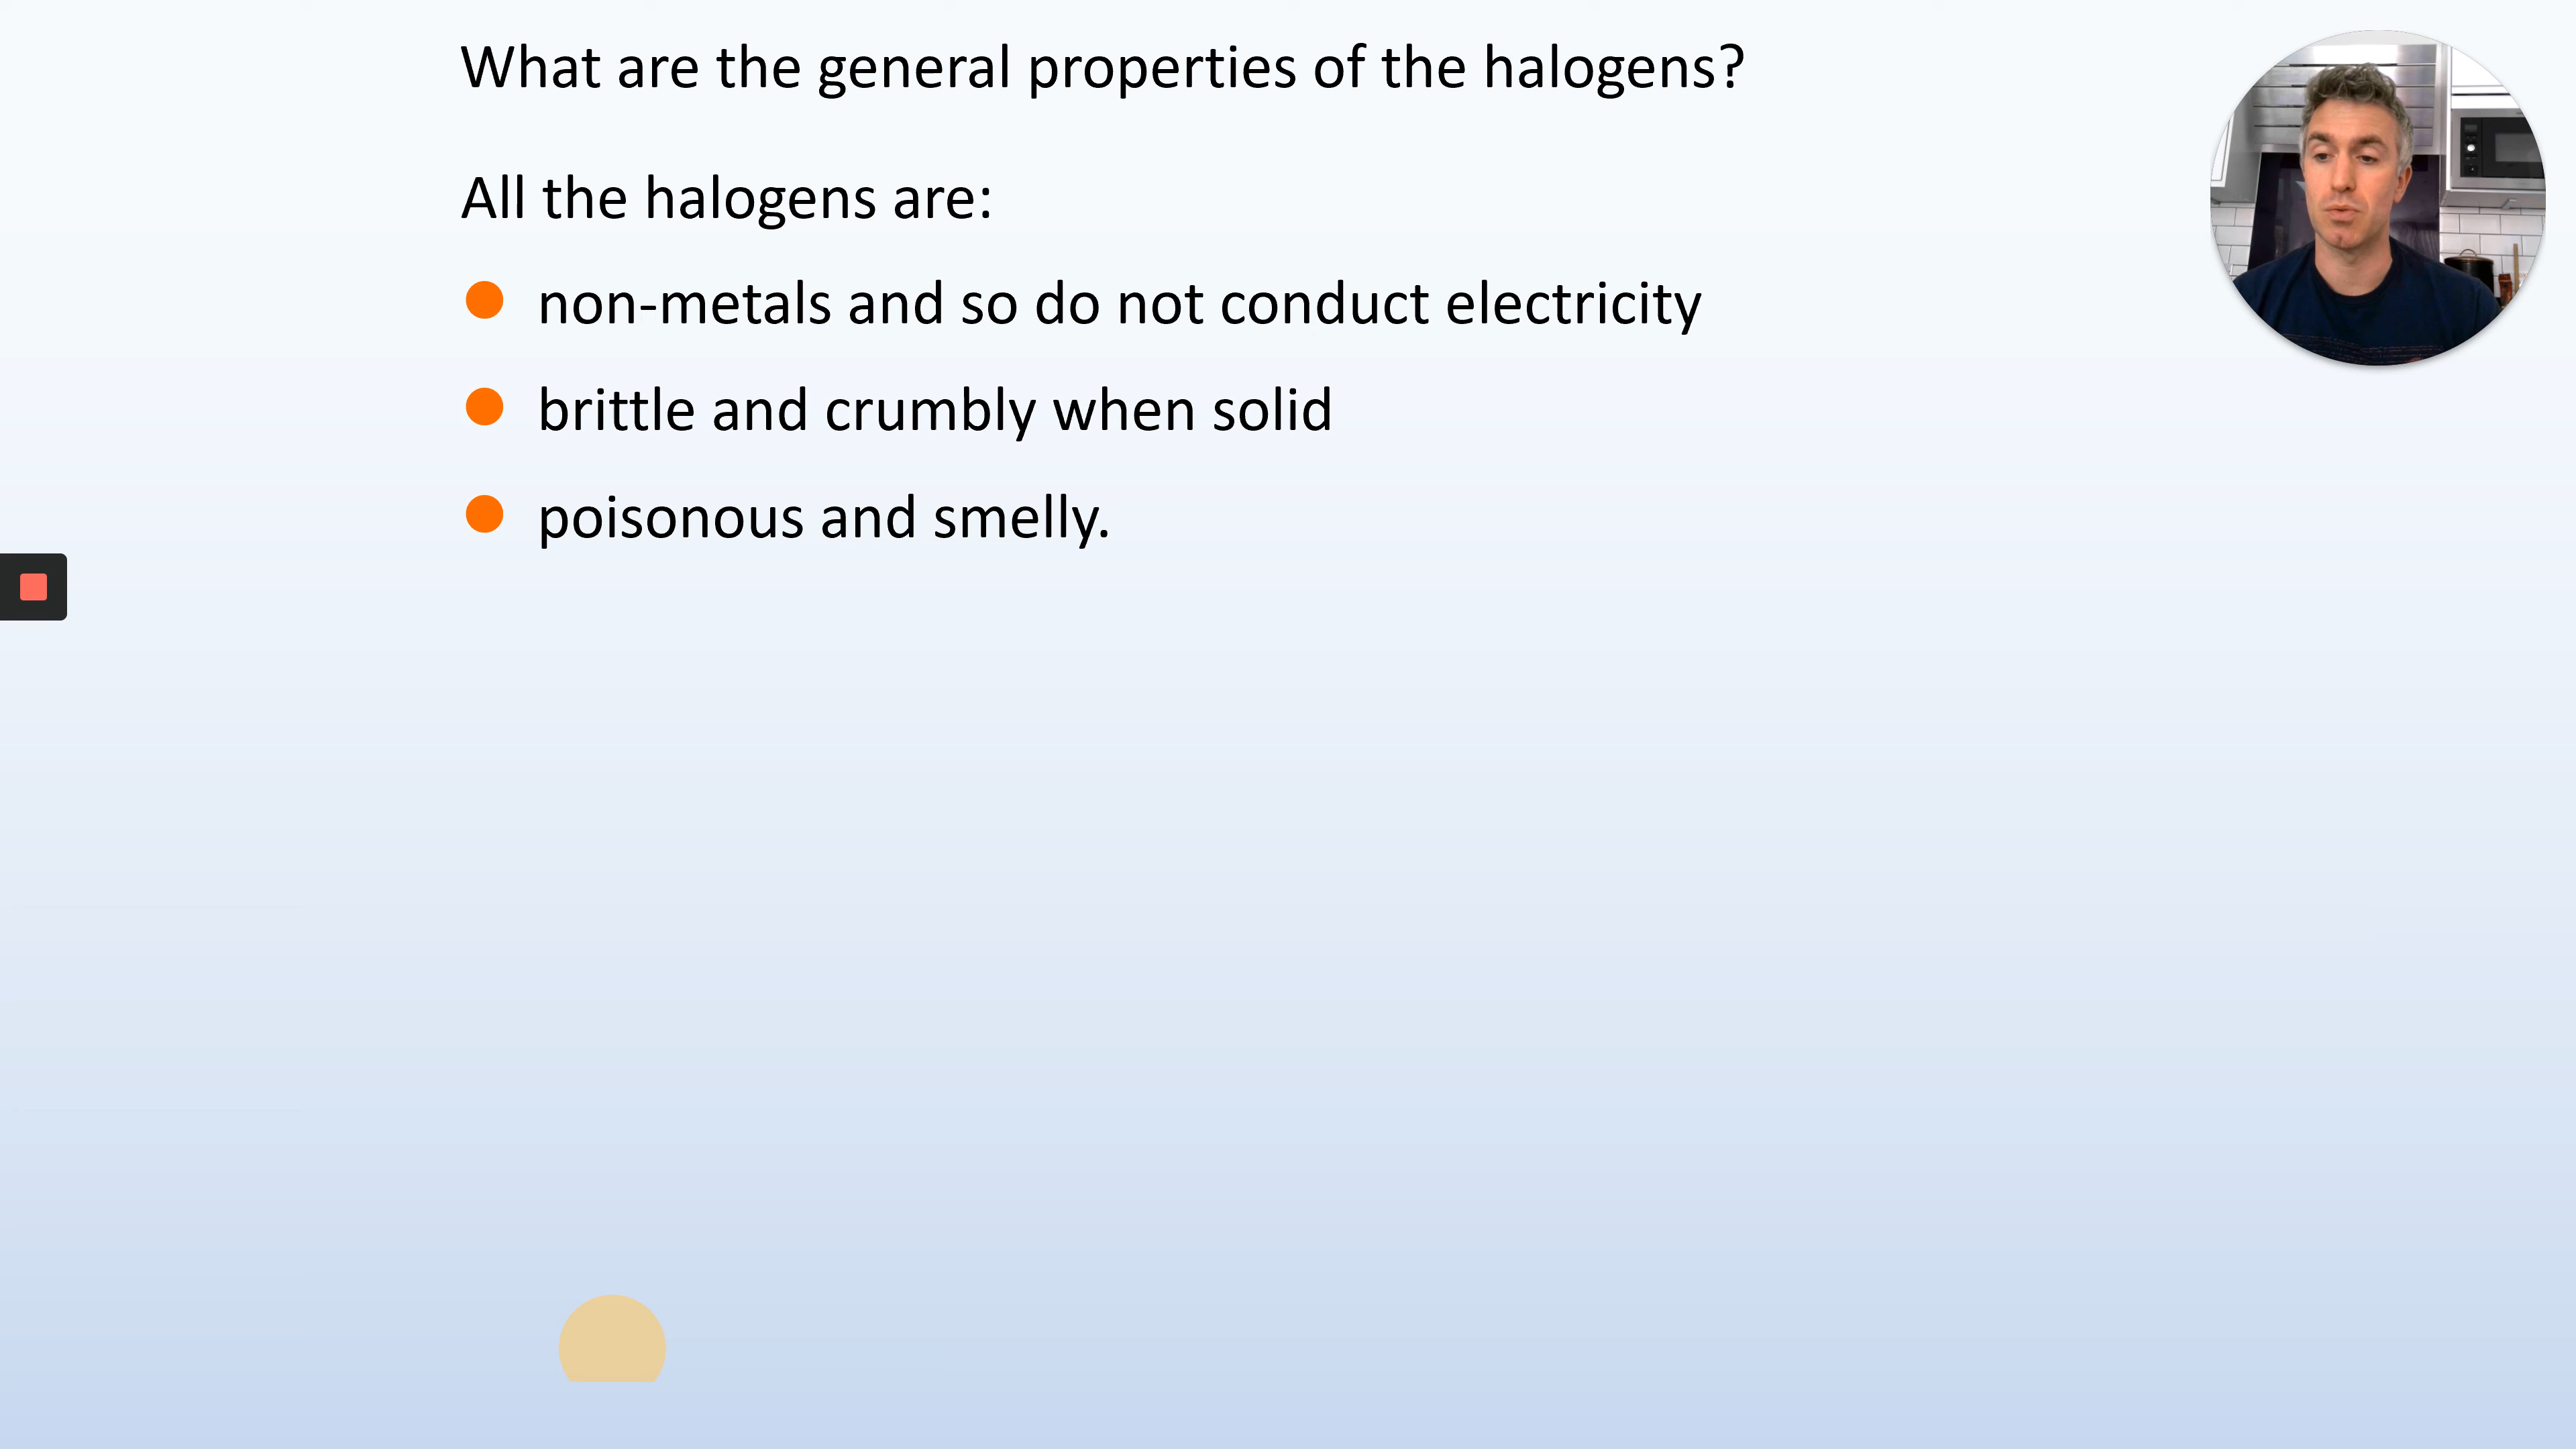 What are the general properties of the halogens?
All the halogens are:
non-metals and so do not conduct electricity
brittle and crumbly when solid
poisonous and smelly.